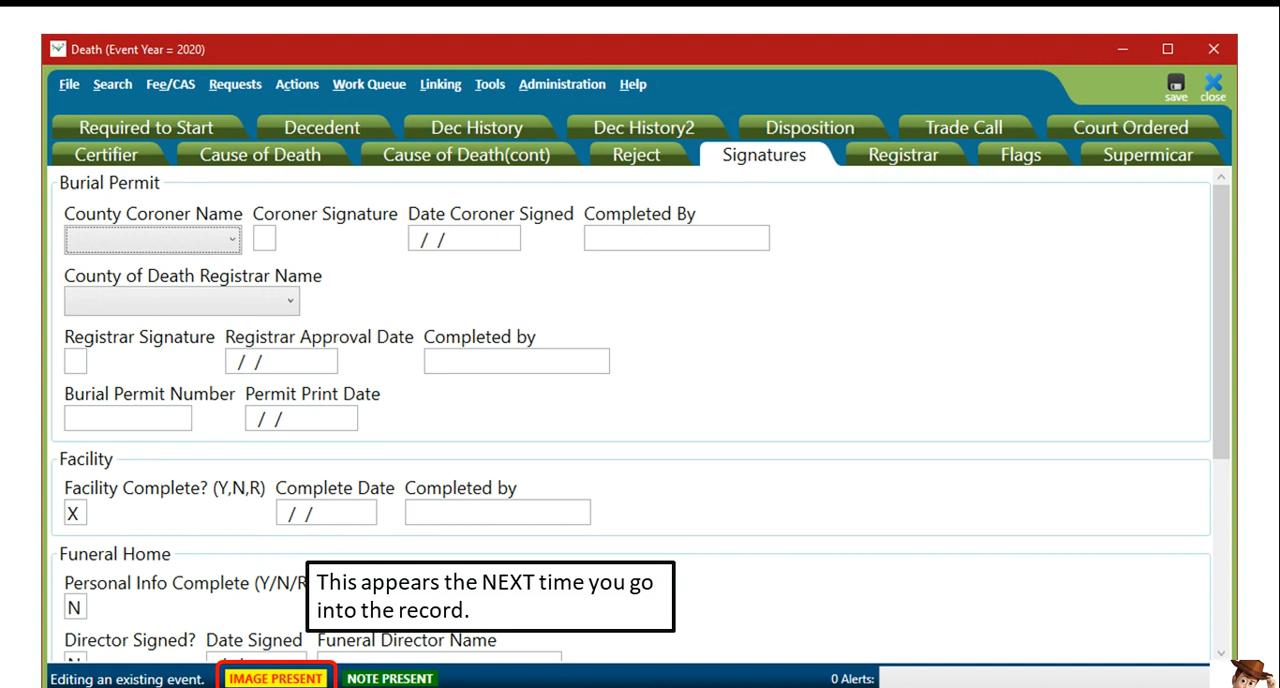 Death (Event Year = 2020)
File Search Fee/CAS Requests Actions Work Queue Linking Tools Administration Help
save close
Required to Start Decedent Dec History Dec History2 Disposition Trade Call Court Ordered
Certifier Cause of Death Cause of Death(cont) Reject Signatures Registrar Flags Supermicar
Burial Permit
County Coroner Name Coroner Signature Date Coroner Signed Completed By
/ /
County of Death Registrar Name
Registrar Signature Registrar Approval Date Completed by
/ /
Burial Permit Number Permit Print Date
/ /
Facility
Facility Complete? (Y,N,R) Complete Date Completed by
X / /
Funeral Home
Personal Info Complete (Y/N/R
This appears the NEXT time you go
into the record.
N
Director Signed? Date Signed Funeral Director Name
Editing an existing event. IMAGE PRESENT NOTE PRESENT 0 Alerts: